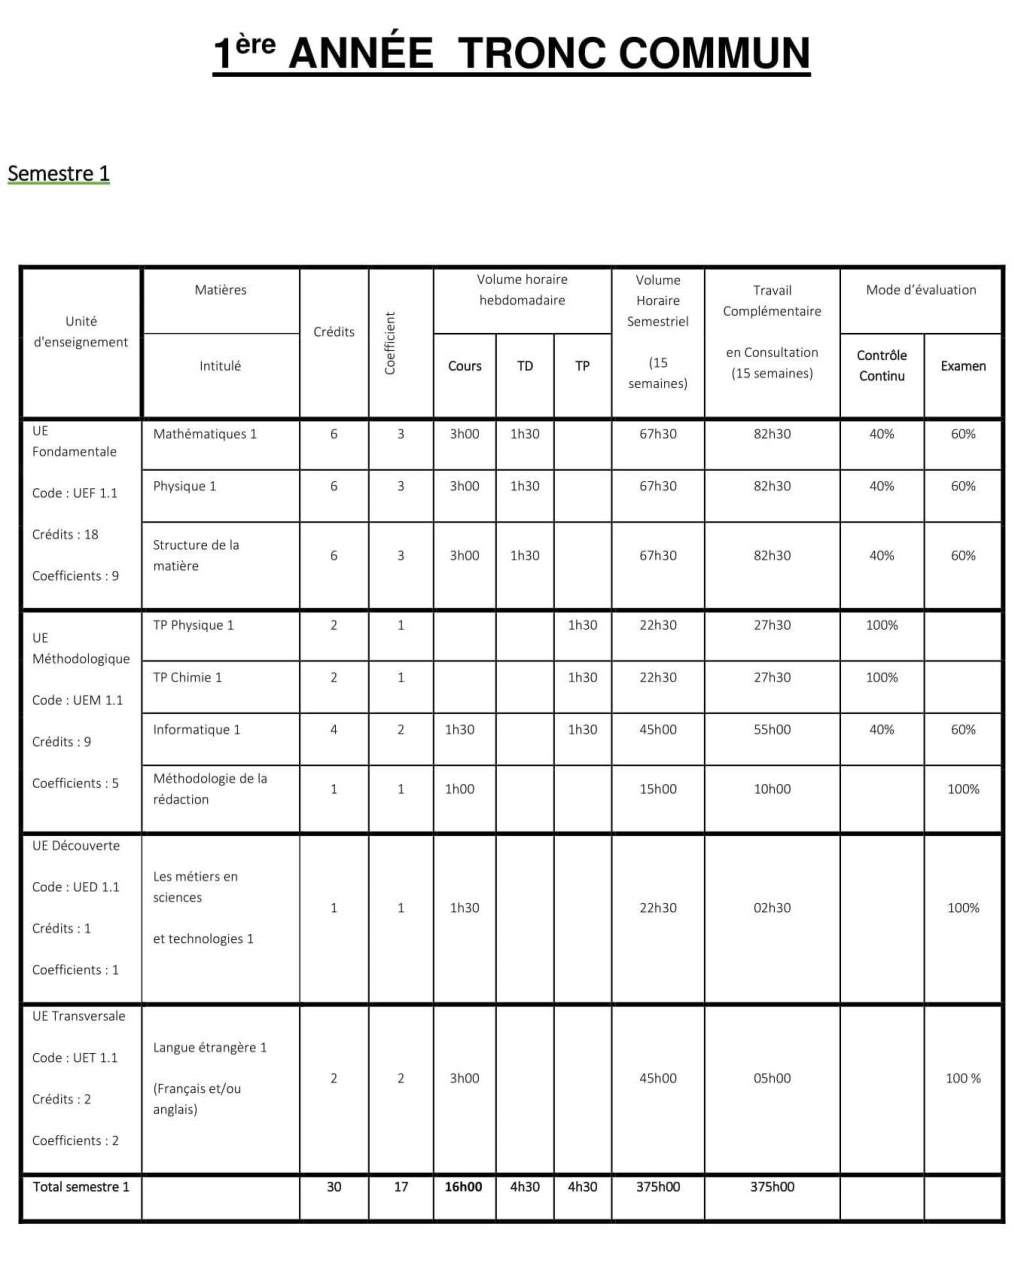 1ère ANNÉE TRONC COMMUN
Semestre 1
Unité d'enseignement
Matières
Intitulé
Crédits
Coefficient
Volume horaire hebdomadaire
Cours
TD
TP
Volume Horaire Semestriel
(15 semaines)
Travail Complémentaire
en Consultation (15 semaines)
Mode d'évaluation
Contrôle Continu
Examen
UE Fondamentale
Code : UEF 1.1
Crédits : 18
Coefficients : 9
Mathématiques 1 6 3 3h00 1h30 67h30 82h30 40% 60%
Physique 1 6 3 3h00 1h30 67h30 82h30 40% 60%
Structure de la matière 6 3 3h00 1h30 67h30 82h30 40% 60%
UE Méthodologique
Code : UEM 1.1
Crédits : 9
Coefficients : 5
TP Physique 1 2 1 1h30 22h30 27h30 100%
TP Chimie 1 2 1 1h30 22h30 27h30 100%
Informatique 1 4 2 1h30 1h30 45h00 55h00 40% 60%
Méthodologie de la rédaction 1 1 1h00 15h00 10h00 100%
UE Découverte
Code : UED 1.1
Crédits : 1
Coefficients : 1
Les métiers en sciences
et technologies 1 1 1 1h30 22h30 02h30 100%
UE Transversale
Code : UET 1.1
Crédits : 2
Coefficients : 2
Langue étrangère 1
(Français et/ou anglais) 2 2 3h00 45h00 05h00 100 %
Total semestre 1 30 17 16h00 4h30 4h30 375h00 375h00